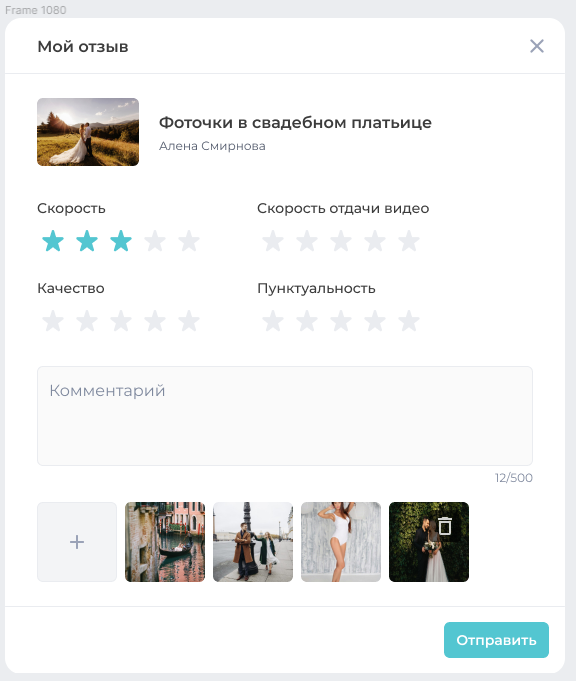 Frame 1080
Мой отзыв
Фоточки в свадебном платьице
Алена Смирнова
Скорость
Скорость отдачи видео
Качество
Пунктуальность
Комментарий
12/500
Отправить